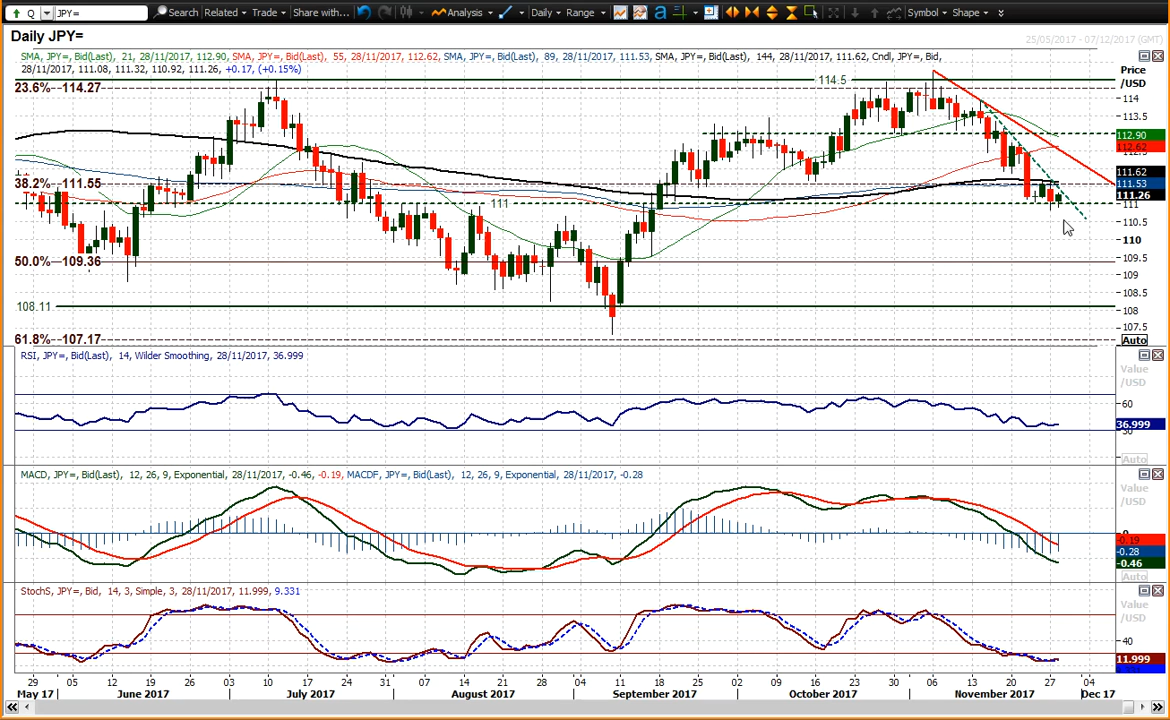 Q JPY= Search Related Trade Share with... Analysis Daily Range Symbol Shape
Daily JPY=
25/05/2017 - 07/12/2017 (GMT)
SMA, JPY=, Bid(Last), 21, 28/11/2017, 112.90, SMA, JPY=, Bid(Last), 55, 28/11/2017, 112.62, SMA, JPY=, Bid(Last), 89, 28/11/2017, 111.53, SMA, JPY=, Bid(Last), 144, 28/11/2017, 111.62, Cndl, JPY=, Bid,
28/11/2017, 111.08, 111.32, 110.92, 111.26, +0.17, (+0.15%)
Price
/USD
114.5
23.6%--114.27
114
113.5
112.90
112.62
112.5
111.62
38.2%--111.55
111.53
111.26
111
111
110.5
110
109.5
50.0%--109.36
109
108.5
108.11
108
107.5
61.8%--107.17
Auto
RSI, JPY=, Bid(Last), 14, Wilder Smoothing, 28/11/2017, 36.999
Value
/USD
60
36.999
30
Auto
MACD, JPY=, Bid(Last), 12, 26, 9, Exponential, 28/11/2017, -0.46, -0.19, MACDF, JPY=, Bid(Last), 12, 26, 9, Exponential, 28/11/2017, -0.28
Value
/USD
0
-0.19
-0.28
-0.46
Auto
StochS, JPY=, Bid, 14, 3, Simple, 3, 28/11/2017, 11.999, 9.331
Value
/USD
40
11.999
29 05 12 19 26 03 10 17 24 31 07 14 21 28 04 11 18 25 02 09 16 23 30 06 13 20 27 04
May 17 June 2017 July 2017 August 2017 September 2017 October 2017 November 2017 Dec 17